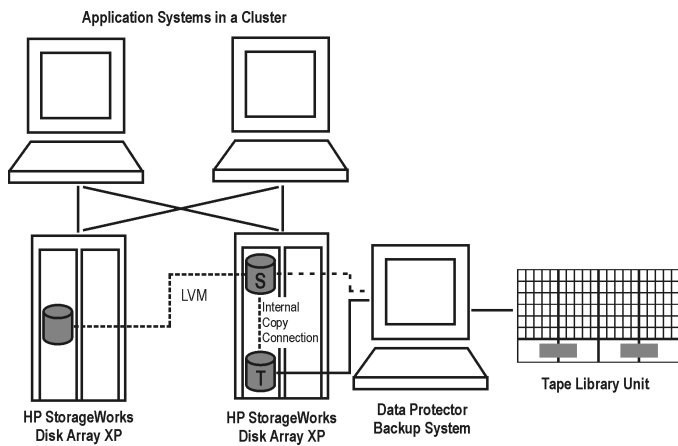 Application Systems in a Cluster
S
LVM
Internal
Copy
Connection
T
HP StorageWorks
Disk Array XP
HP StorageWorks
Disk Array XP
Data Protector
Backup System
Tape Library Unit